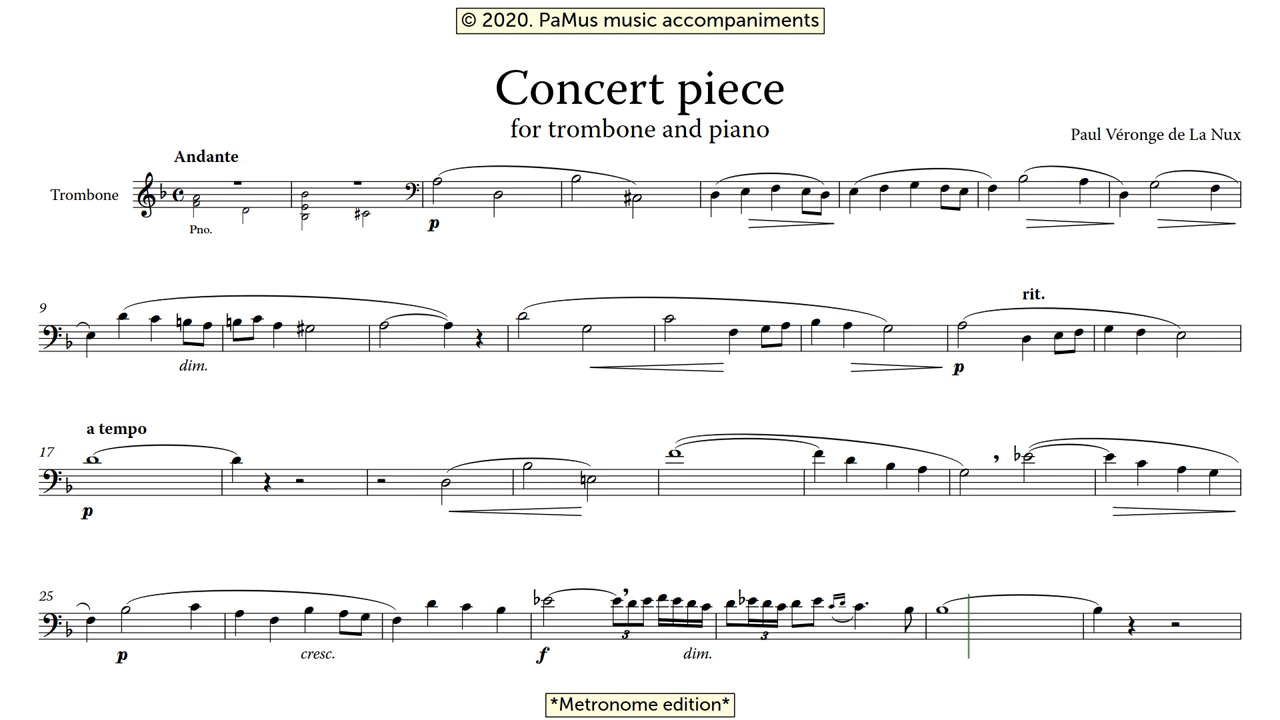 © 2020. PaMus music accompaniments
Concert piece
for trombone and piano
Paul Véronge de La Nux
Andante
Trombone
Pno.
p
rit.
9
dim.
p
a tempo
17
p
25
3
3
p
cresc.
f
dim.
*Metronome edition*